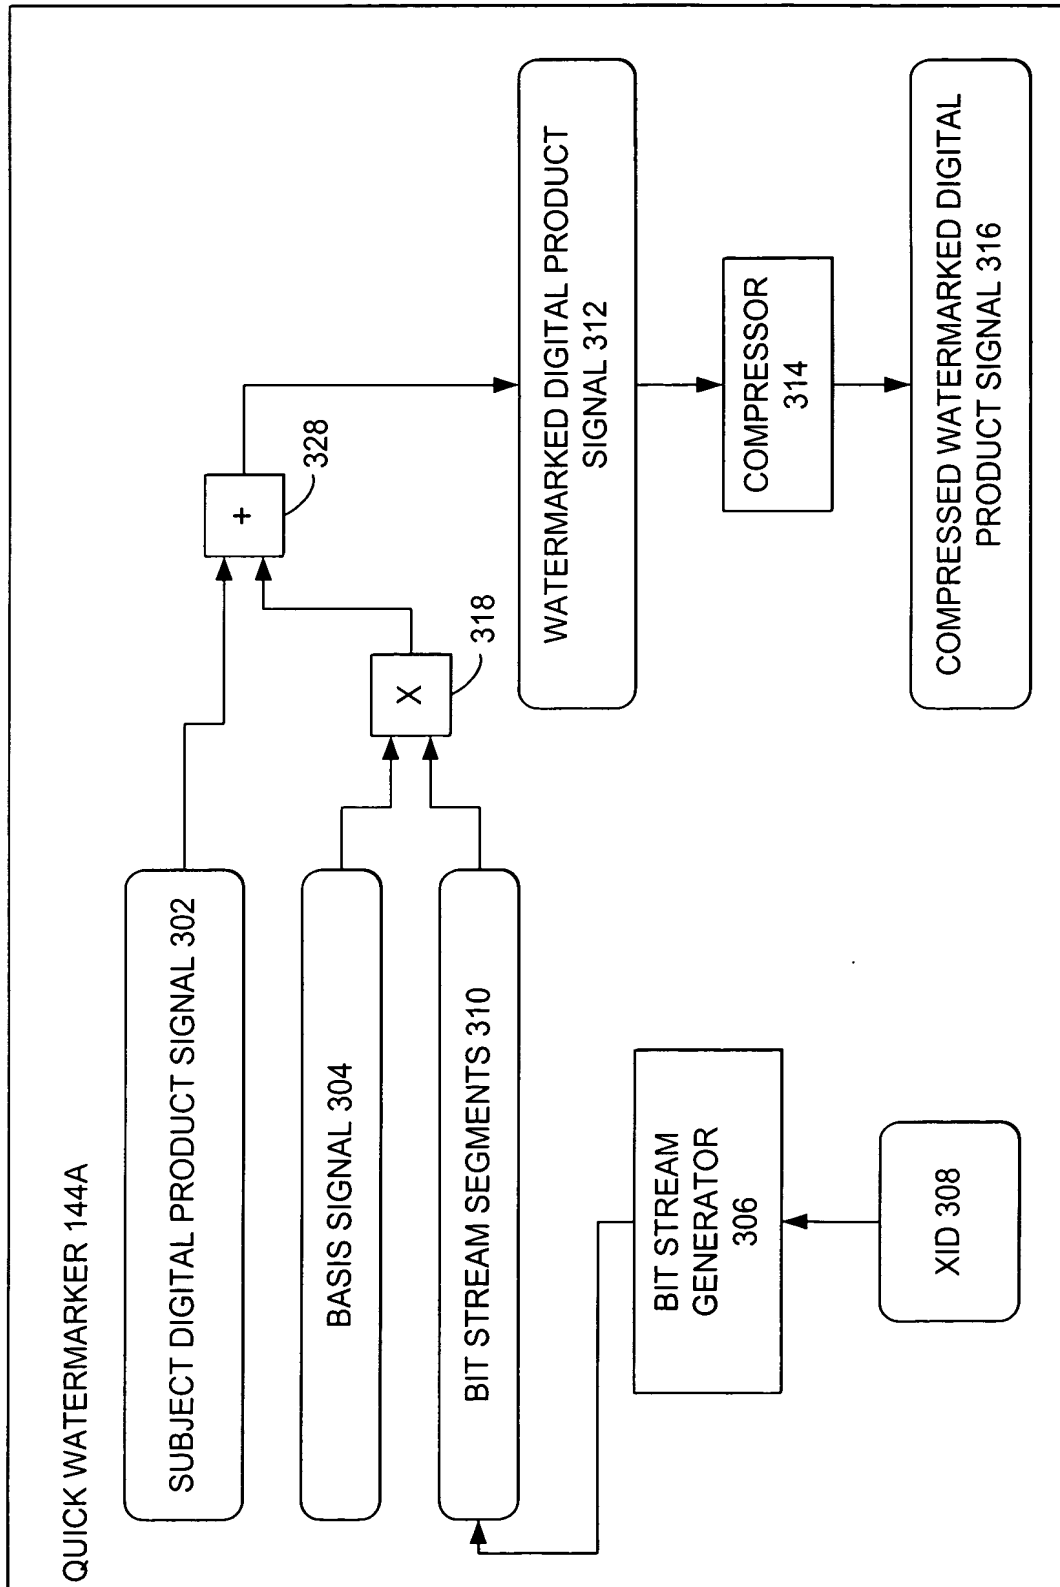 QUICK WATERMARKER 144A
SUBJECT DIGITAL PRODUCT SIGNAL 302
BASIS SIGNAL 304
BIT STREAM SEGMENTS 310
BIT STREAM
GENERATOR
306
XID 308
X
318
+
328
WATERMARKED DIGITAL PRODUCT
SIGNAL 312
COMPRESSOR
314
COMPRESSED WATERMARKED DIGITAL
PRODUCT SIGNAL 316